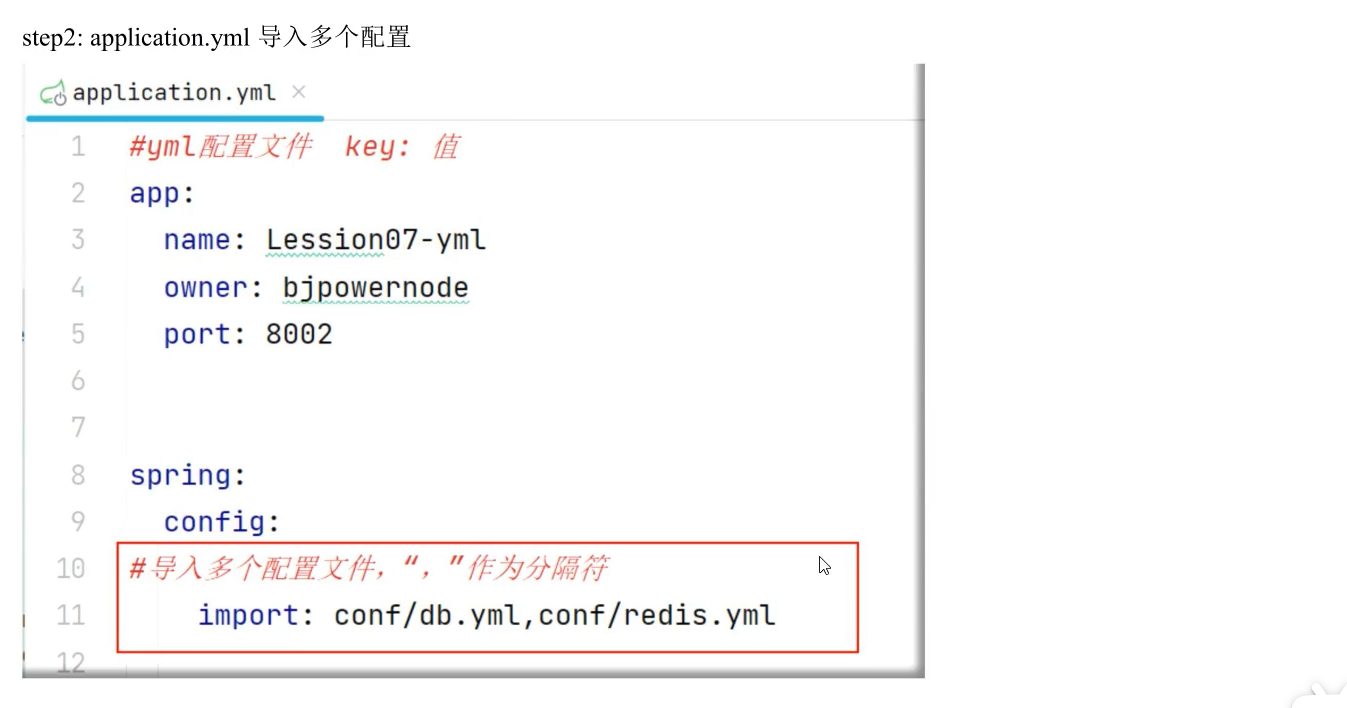 step2: application.yml 导入多个配置
application.yml ×
1 #yml配置文件 key: 值
2 app:
3 name: Lession07-yml
4 owner: bjpowernode
5 port: 8002
6
7
8 spring:
9 config:
10 #导入多个配置文件，“，”作为分隔符
11 import: conf/db.yml,conf/redis.yml
12